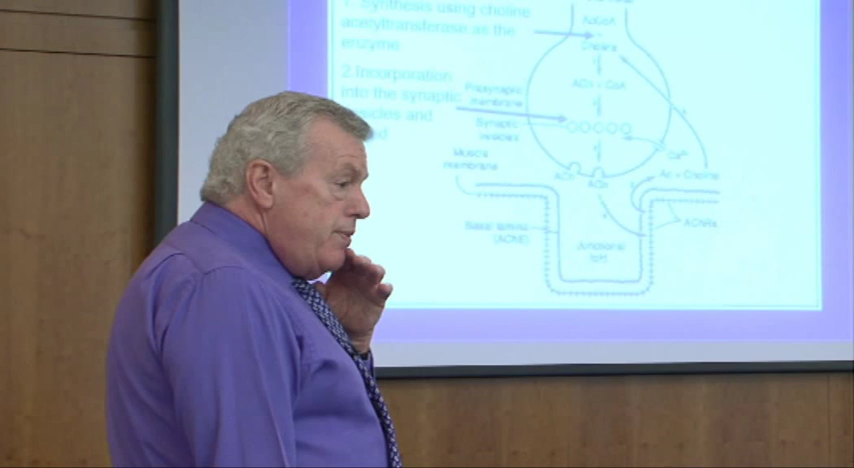 1. Synthesis using choline
acetyltransferase as the
enzyme
2.Incorporation
into the synaptic
and
AcCoA
+
Choline
ACh + CoA
Presynaptic
membrane
Synaptic
vesicles
Ca²⁺
Muscle
membrane
ACh
ACh
Ac + Choline
AChRs
Basal lamina
(AChE)
Junctional
fold